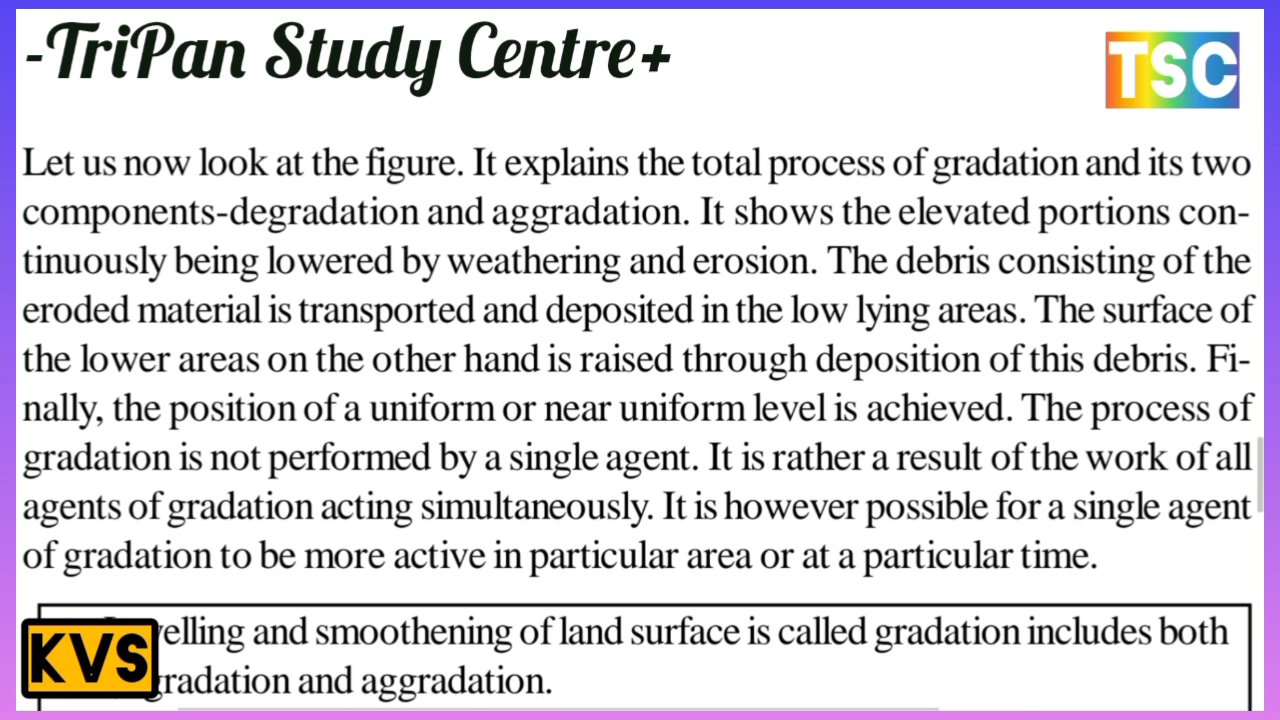 -TriPan Study Centre+
TSC
Let us now look at the figure. It explains the total process of gradation and its two
components-degradation and aggradation. It shows the elevated portions con-
tinuously being lowered by weathering and erosion. The debris consisting of the
eroded material is transported and deposited in the low lying areas. The surface of
the lower areas on the other hand is raised through deposition of this debris. Fi-
nally, the position of a uniform or near uniform level is achieved. The process of
gradation is not performed by a single agent. It is rather a result of the work of all
agents of gradation acting simultaneously. It is however possible for a single agent
of gradation to be more active in particular area or at a particular time.
and smoothening of land surface is called gradation includes both
and aggradation.
KVS